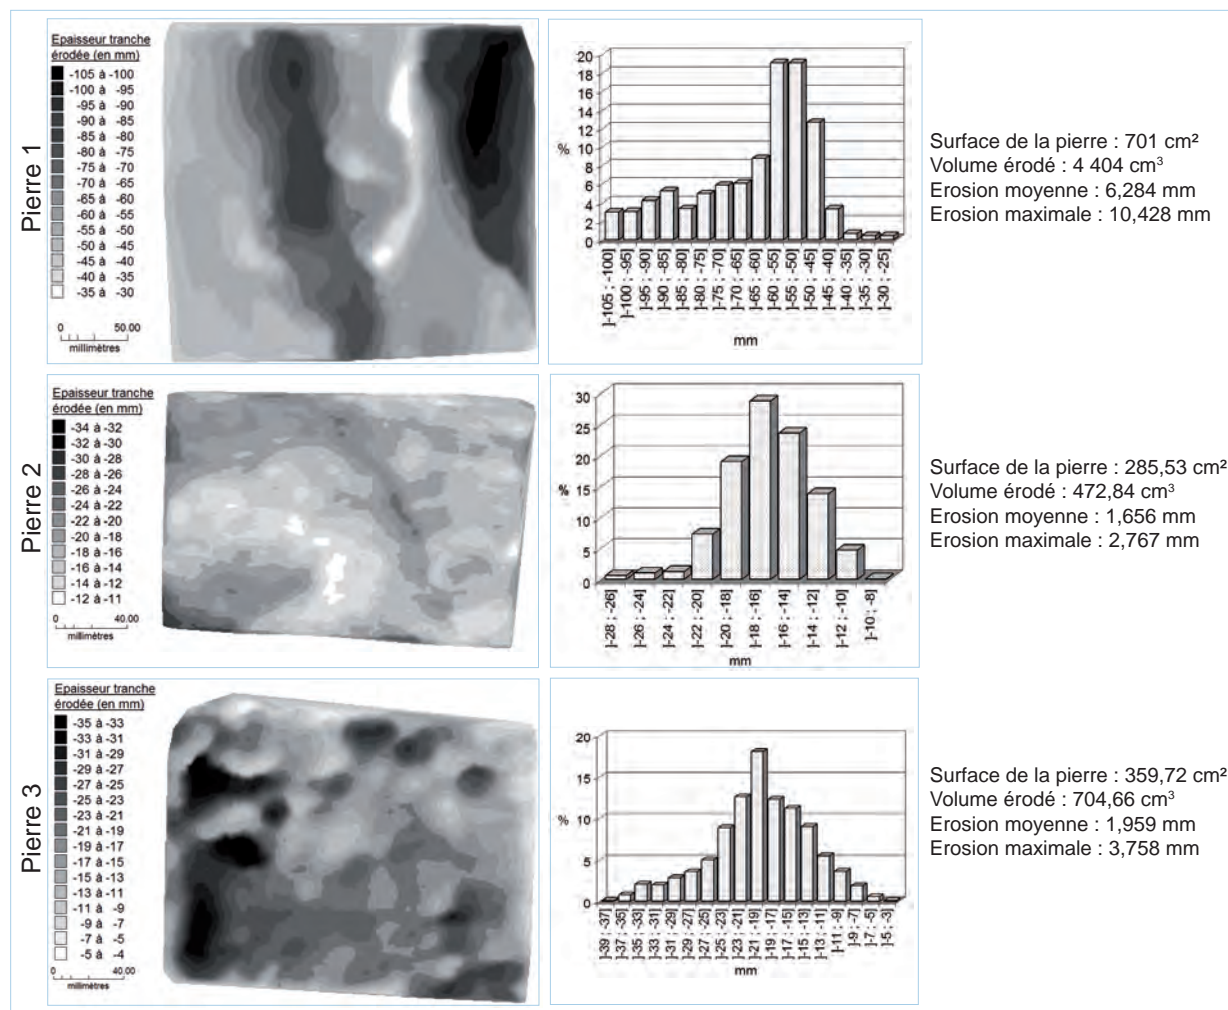 Pierre 1
Epaisseur tranche
érodée (en mm)
-105 à -100
-100 à -95
-95 à -90
-90 à -85
-85 à -80
-80 à -75
-75 à -70
-70 à -65
-65 à -60
-60 à -55
-55 à -50
-50 à -45
-45 à -40
-40 à -35
-35 à -30
0 50.00
millimètres
20
18
16
14
12
10
8
6
4
2
0
%
]-105 ; -100]
]-100 ; -95]
]-95 ; -90]
]-90 ; -85]
]-85 ; -80]
]-80 ; -75]
]-75 ; -70]
]-70 ; -65]
]-65 ; -60]
]-60 ; -55]
]-55 ; -50]
]-50 ; -45]
]-45 ; -40]
]-40 ; -35]
]-35 ; -30]
]-30 ; -25]
mm
Surface de la pierre : 701 cm²
Volume érodé : 4 404 cm³
Erosion moyenne : 6,284 mm
Erosion maximale : 10,428 mm
Pierre 2
Epaisseur tranche
érodée (en mm)
-34 à -32
-32 à -30
-30 à -28
-28 à -26
-26 à -24
-24 à -22
-22 à -20
-20 à -18
-18 à -16
-16 à -14
-14 à -12
-12 à -11
0 40.00
millimètres
30
25
20
15
10
5
0
%
]-28 ; -26]
]-26 ; -24]
]-24 ; -22]
]-22 ; -20]
]-20 ; -18]
]-18 ; -16]
]-16 ; -14]
]-14 ; -12]
]-12 ; -10]
]-10 ; -8]
mm
Surface de la pierre : 285,53 cm²
Volume érodé : 472,84 cm³
Erosion moyenne : 1,656 mm
Erosion maximale : 2,767 mm
Pierre 3
Epaisseur tranche
érodée (en mm)
-35 à -33
-33 à -31
-31 à -29
-29 à -27
-27 à -25
-25 à -23
-23 à -21
-21 à -19
-19 à -17
-17 à -15
-15 à -13
-13 à -11
-11 à -9
-9 à -7
-7 à -5
-5 à -4
0 40.00
millimètres
20
15
10
5
0
%
]-39 ; -37]
]-37 ; -35]
]-35 ; -33]
]-33 ; -31]
]-31 ; -29]
]-29 ; -27]
]-27 ; -25]
]-25 ; -23]
]-23 ; -21]
]-21 ; -19]
]-19 ; -17]
]-17 ; -15]
]-15 ; -13]
]-13 ; -11]
]-11 ; -9]
]-9 ; -7]
]-7 ; -5]
]-5 ; -3]
mm
Surface de la pierre : 359,72 cm²
Volume érodé : 704,66 cm³
Erosion moyenne : 1,959 mm
Erosion maximale : 3,758 mm